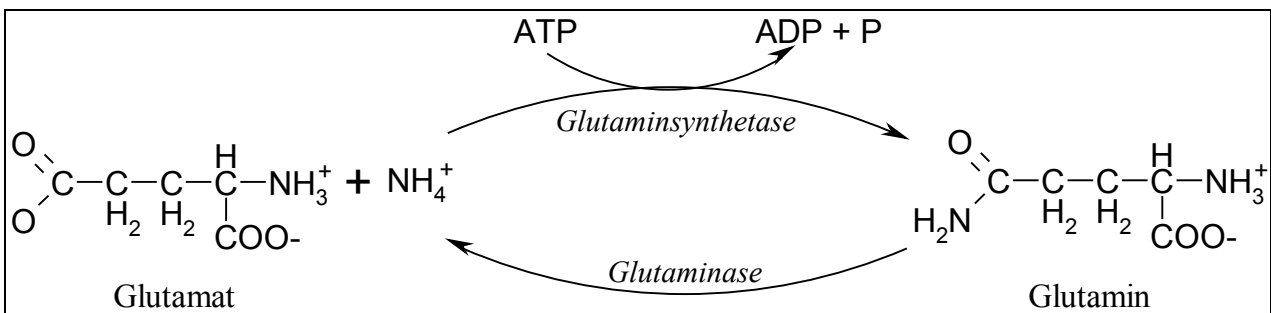 ATP ADP + P
Glutaminsynthetase
O H
C C C C NH3+ + NH4+
O H2 H2 COO-
Glutamat
O H
C C C C NH3+
H2N H2 H2 COO-
Glutaminase
Glutamin